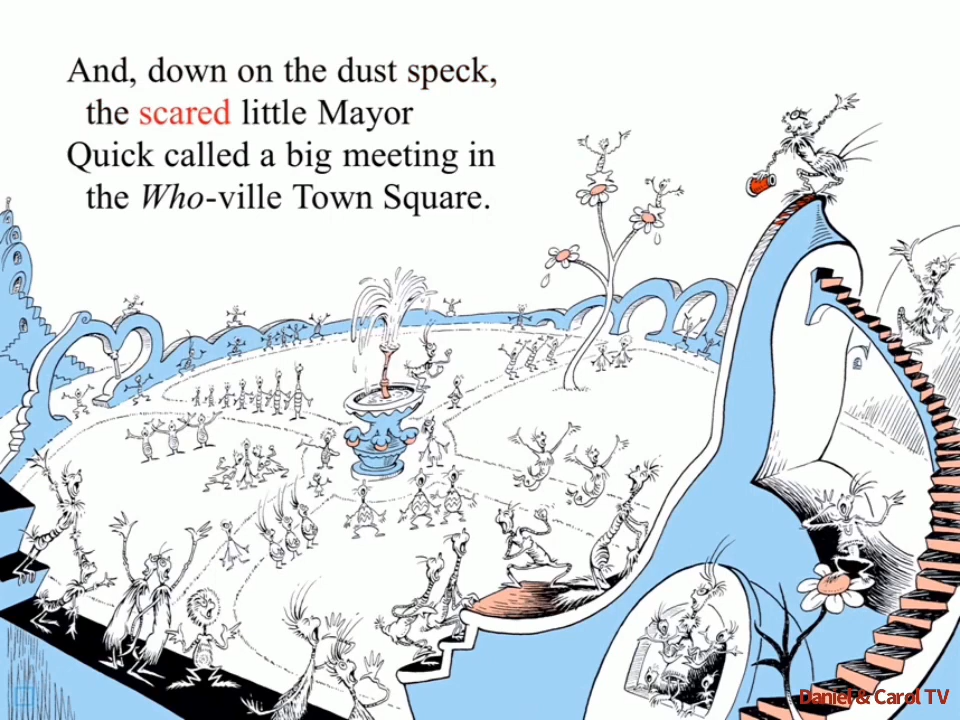 And, down on the dust speck,
the scared little Mayor
Quick called a big meeting in
the Who-ville Town Square.
Daniel & Carol TV